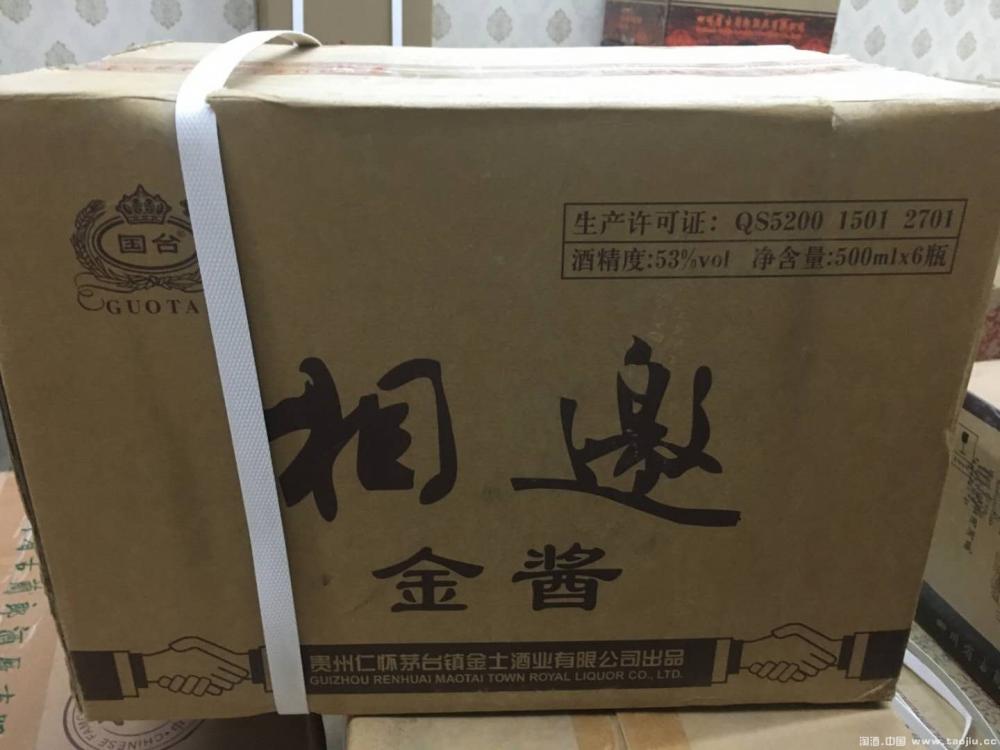 国台®
GUOTA
生产许可证：QS5200 1501 2701
酒精度:53%vol 净含量:500mlx6瓶
相邀
金酱
贵州仁怀茅台镇金士酒业有限公司出品
GUIZHOU RENHUAI MAOTAI TOWN ROYAL LIQUOR CO., LTD.
CHINESE FAMO
淘酒.中国 www.taojiu.cc